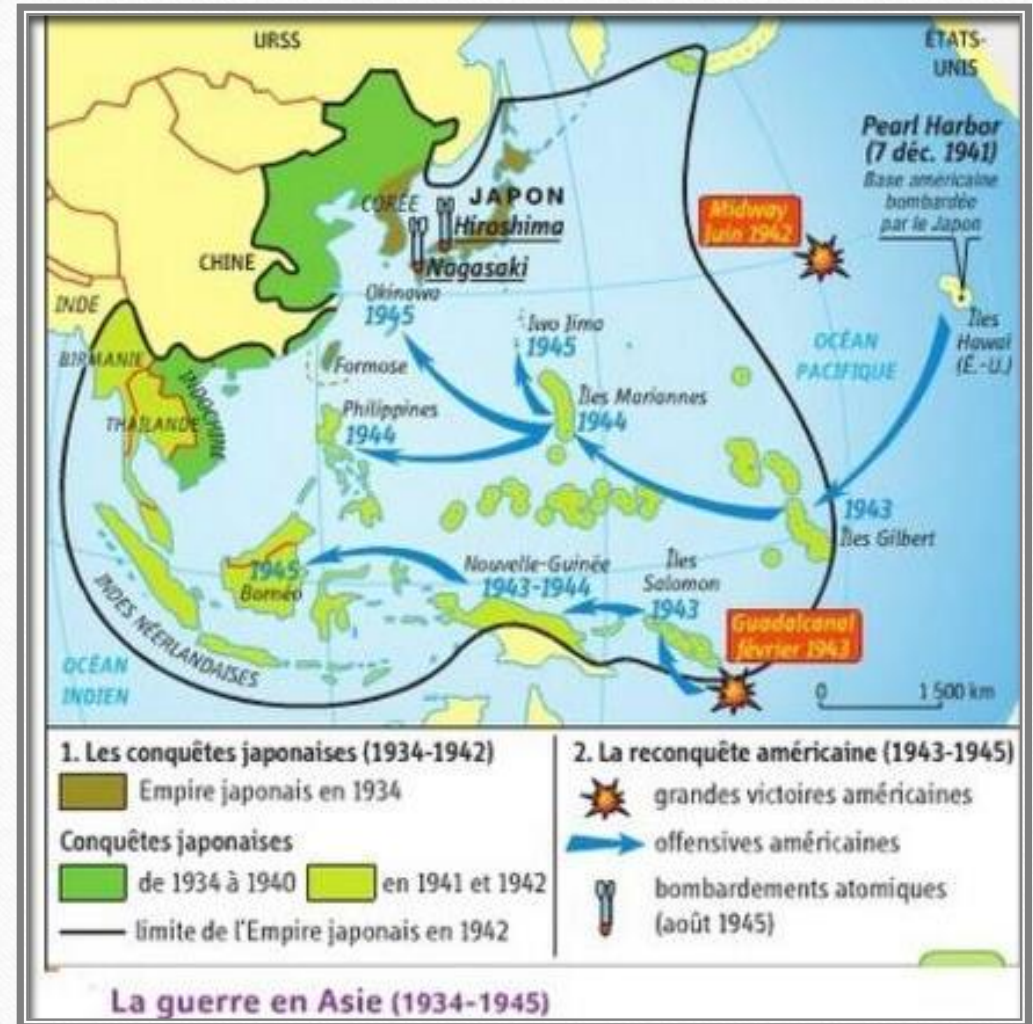 URSS
ÉTATS-
UNIS
Pearl Harbor
(7 déc. 1941)
Base américaine
bombardée
par le Japon
CORÉE
JAPON
Hiroshima
Nagasaki
Midway
Juin 1942
CHINE
INDE
Okinawa
1945
Iwo Jima
1945
OCÉAN
PACIFIQUE
Îles
Hawaï
(É.-U.)
BIRMANIE
Formose
INDOCHIN
THAÏLANDE
Philippines
1944
Îles Mariannes
1944
1943
Îles Gilbert
1945
Bornéo
Nouvelle-Guinée
1943-1944
Îles
Salomon
1943
INDES NÉERLANDAISES
Guadalcanal
février 1943
OCÉAN
INDIEN
0 1 500 km
1. Les conquêtes japonaises (1934-1942)
Empire japonais en 1934
Conquêtes japonaises
de 1934 à 1940
en 1941 et 1942
limite de l'Empire japonais en 1942
2. La reconquête américaine (1943-1945)
grandes victoires américaines
offensives américaines
bombardements atomiques
(août 1945)
La guerre en Asie (1934-1945)